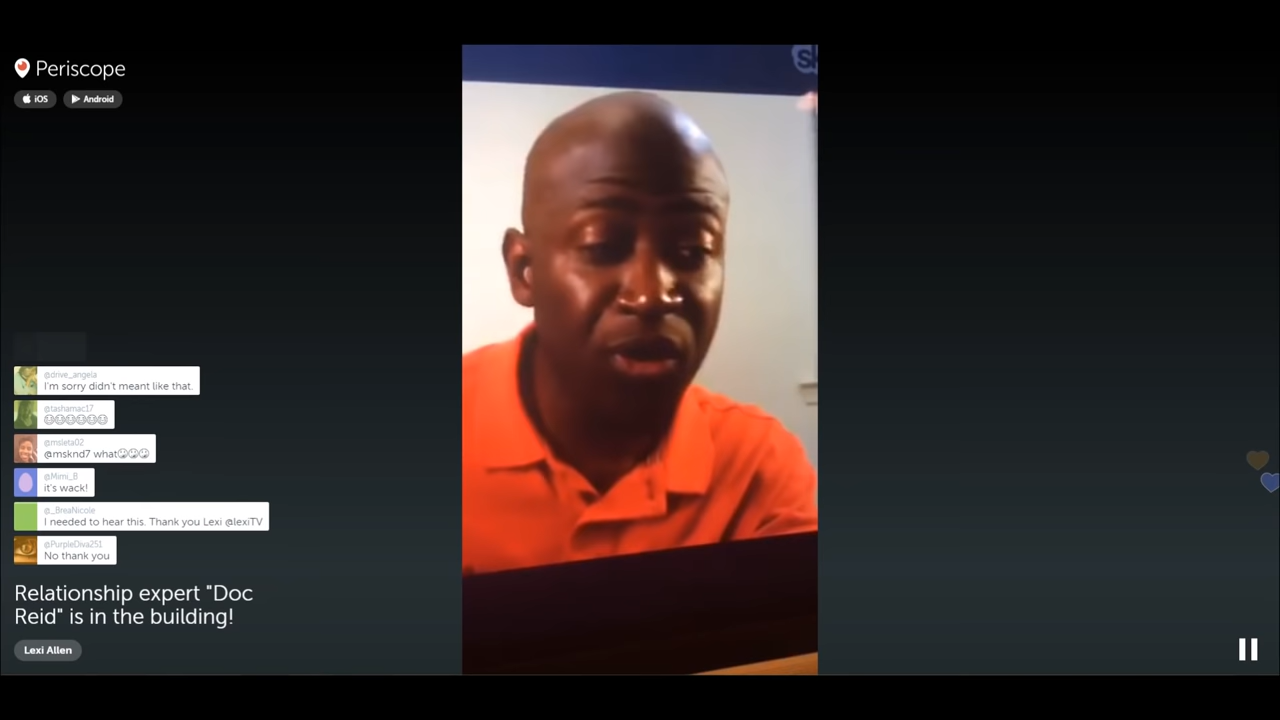 Periscope
iOS
Android
@drive_angela
I'm sorry didn't meant like that.
@tashamac17
@msleta02
@msknd7 what
@Mimi_B
it's wack!
@_BreaNicole
I needed to hear this. Thank you Lexi @lexiTV
@PurpleDiva251
No thank you
Relationship expert "Doc
Reid" is in the building!
Lexi Allen